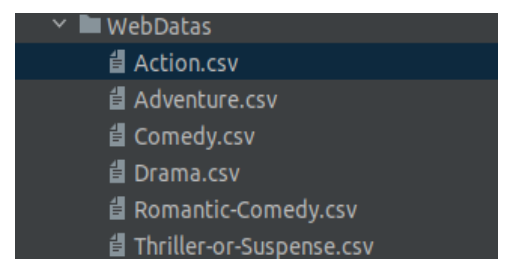 WebDatas
Action.csv
Adventure.csv
Comedy.csv
Drama.csv
Romantic-Comedy.csv
Thriller-or-Suspense.csv